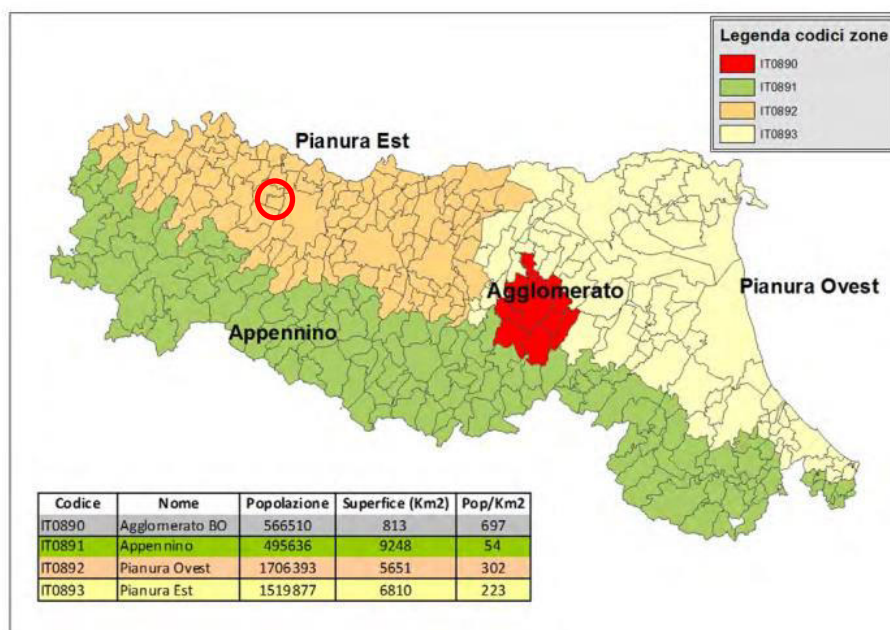 Legenda codici zone
IT0890
IT0891
IT0892
IT0893
Pianura Est
Agglomerato
Pianura Ovest
Appennino
Codice Nome Popolazione Superfice (Km2) Pop/Km2
IT0890 Agglomerato BO 566510 813 697
IT0891 Appennino 495636 9248 54
IT0892 Pianura Ovest 1706393 5651 302
IT0893 Pianura Est 1519877 6810 223